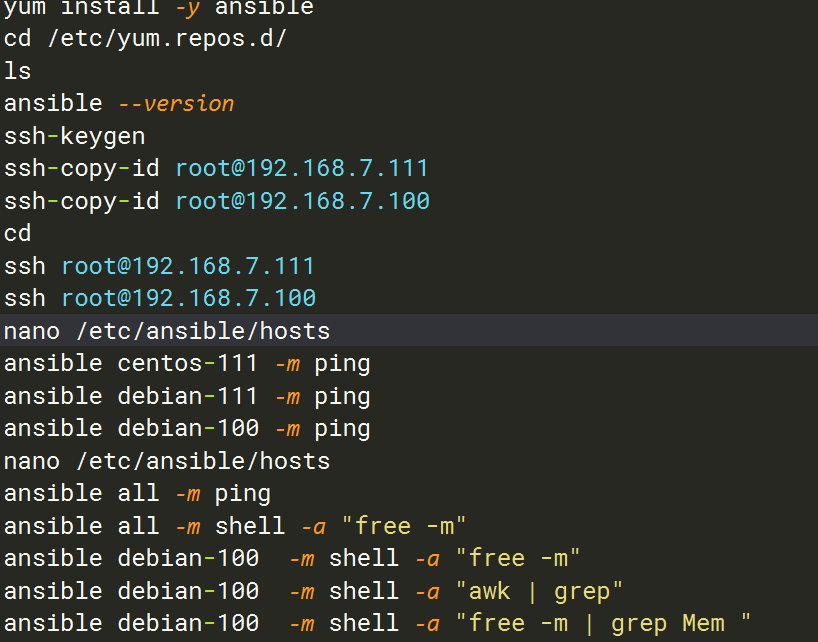 yum install -y ansible
cd /etc/yum.repos.d/
ls
ansible --version
ssh-keygen
ssh-copy-id root@192.168.7.111
ssh-copy-id root@192.168.7.100
cd
ssh root@192.168.7.111
ssh root@192.168.7.100
nano /etc/ansible/hosts
ansible centos-111 -m ping
ansible debian-111 -m ping
ansible debian-100 -m ping
nano /etc/ansible/hosts
ansible all -m ping
ansible all -m shell -a "free -m"
ansible debian-100  -m shell -a "free -m"
ansible debian-100  -m shell -a "awk | grep"
ansible debian-100  -m shell -a "free -m | grep Mem "